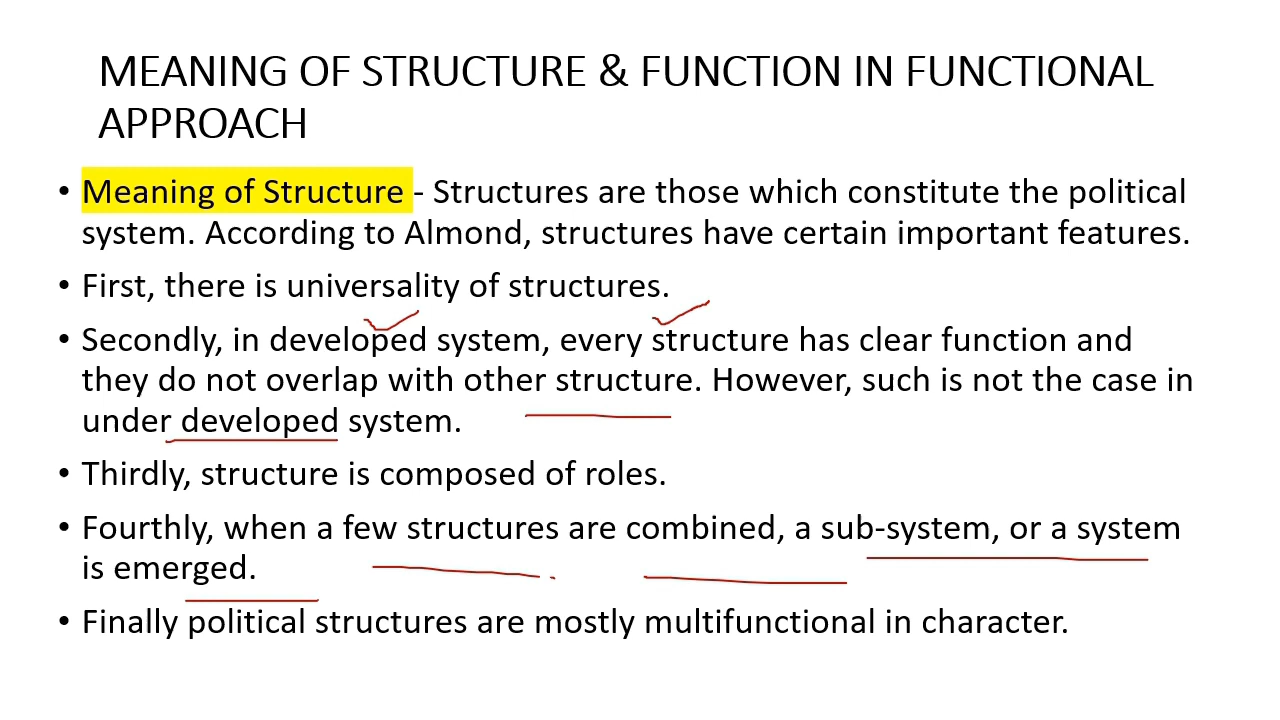 MEANING OF STRUCTURE & FUNCTION IN FUNCTIONAL
APPROACH
• Meaning of Structure - Structures are those which constitute the political
system. According to Almond, structures have certain important features.
• First, there is universality of structures.
• Secondly, in developed system, every structure has clear function and
they do not overlap with other structure. However, such is not the case in
under developed system.
• Thirdly, structure is composed of roles.
• Fourthly, when a few structures are combined, a sub-system, or a system
is emerged.
• Finally political structures are mostly multifunctional in character.